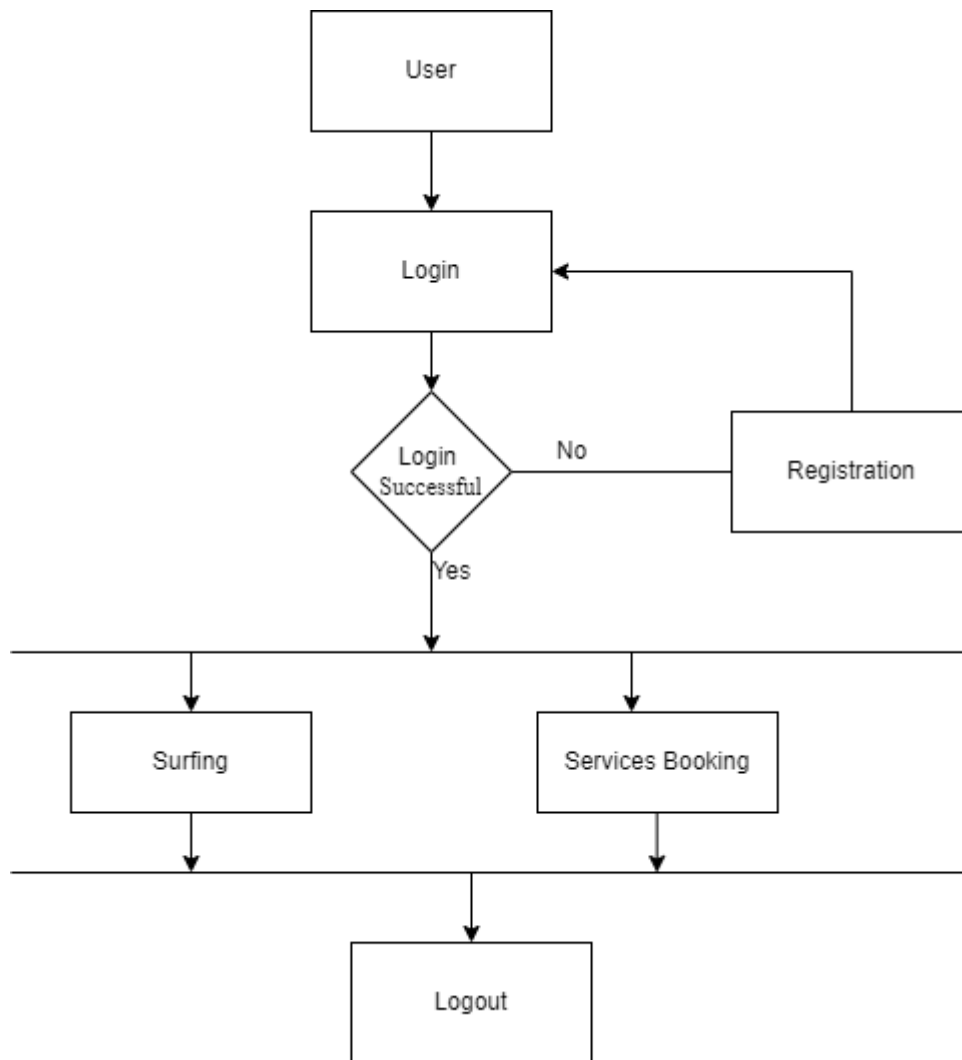 User
Login
Login
Successful
No
Registration
Yes
Surfing
Services Booking
Logout